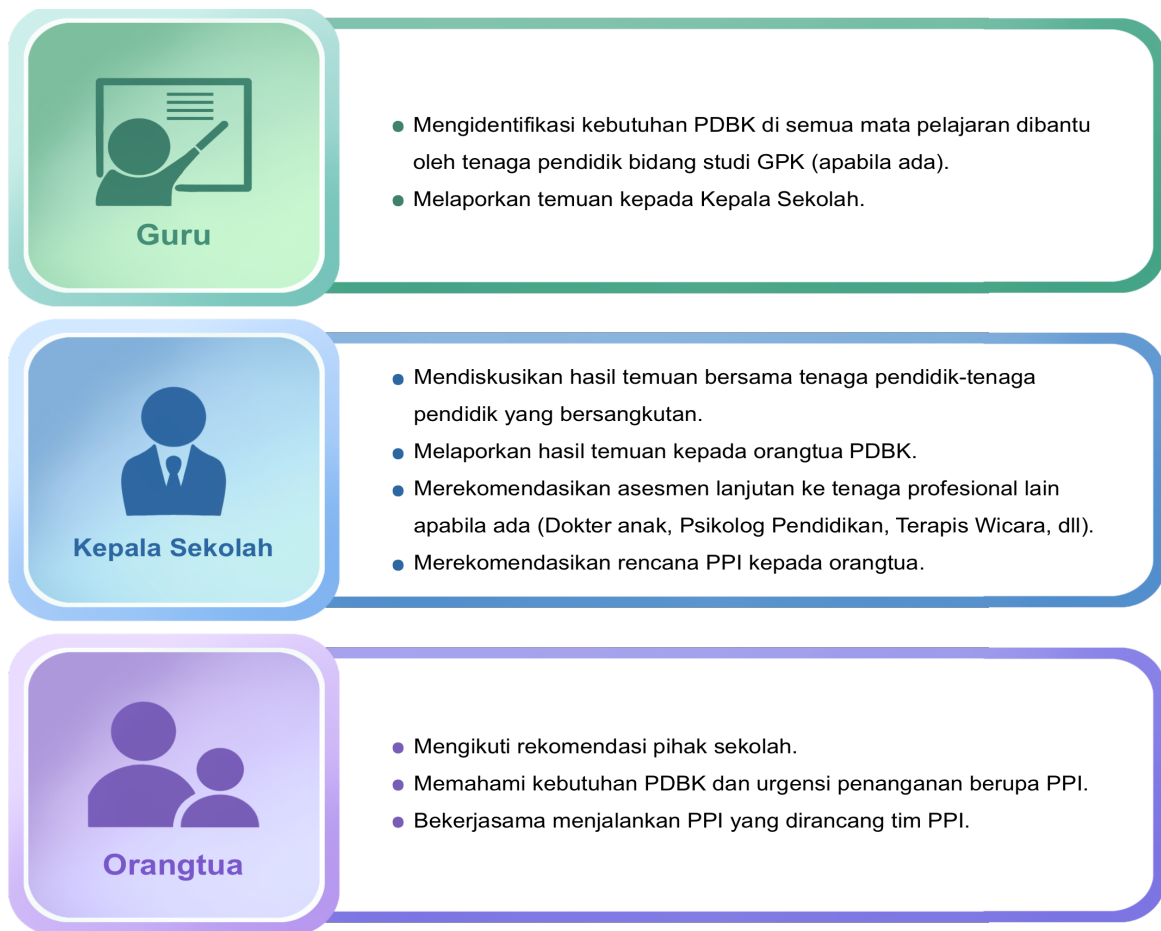 Guru
● Mengidentifikasi kebutuhan PDBK di semua mata pelajaran dibantu
oleh tenaga pendidik bidang studi GPK (apabila ada).
● Melaporkan temuan kepada Kepala Sekolah.
Kepala Sekolah
● Mendiskusikan hasil temuan bersama tenaga pendidik-tenaga
pendidik yang bersangkutan.
● Melaporkan hasil temuan kepada orangtua PDBK.
● Merekomendasikan asesmen lanjutan ke tenaga profesional lain
apabila ada (Dokter anak, Psikolog Pendidikan, Terapis Wicara, dll).
● Merekomendasikan rencana PPI kepada orangtua.
Orangtua
● Mengikuti rekomendasi pihak sekolah.
● Memahami kebutuhan PDBK dan urgensi penanganan berupa PPI.
● Bekerjasama menjalankan PPI yang dirancang tim PPI.